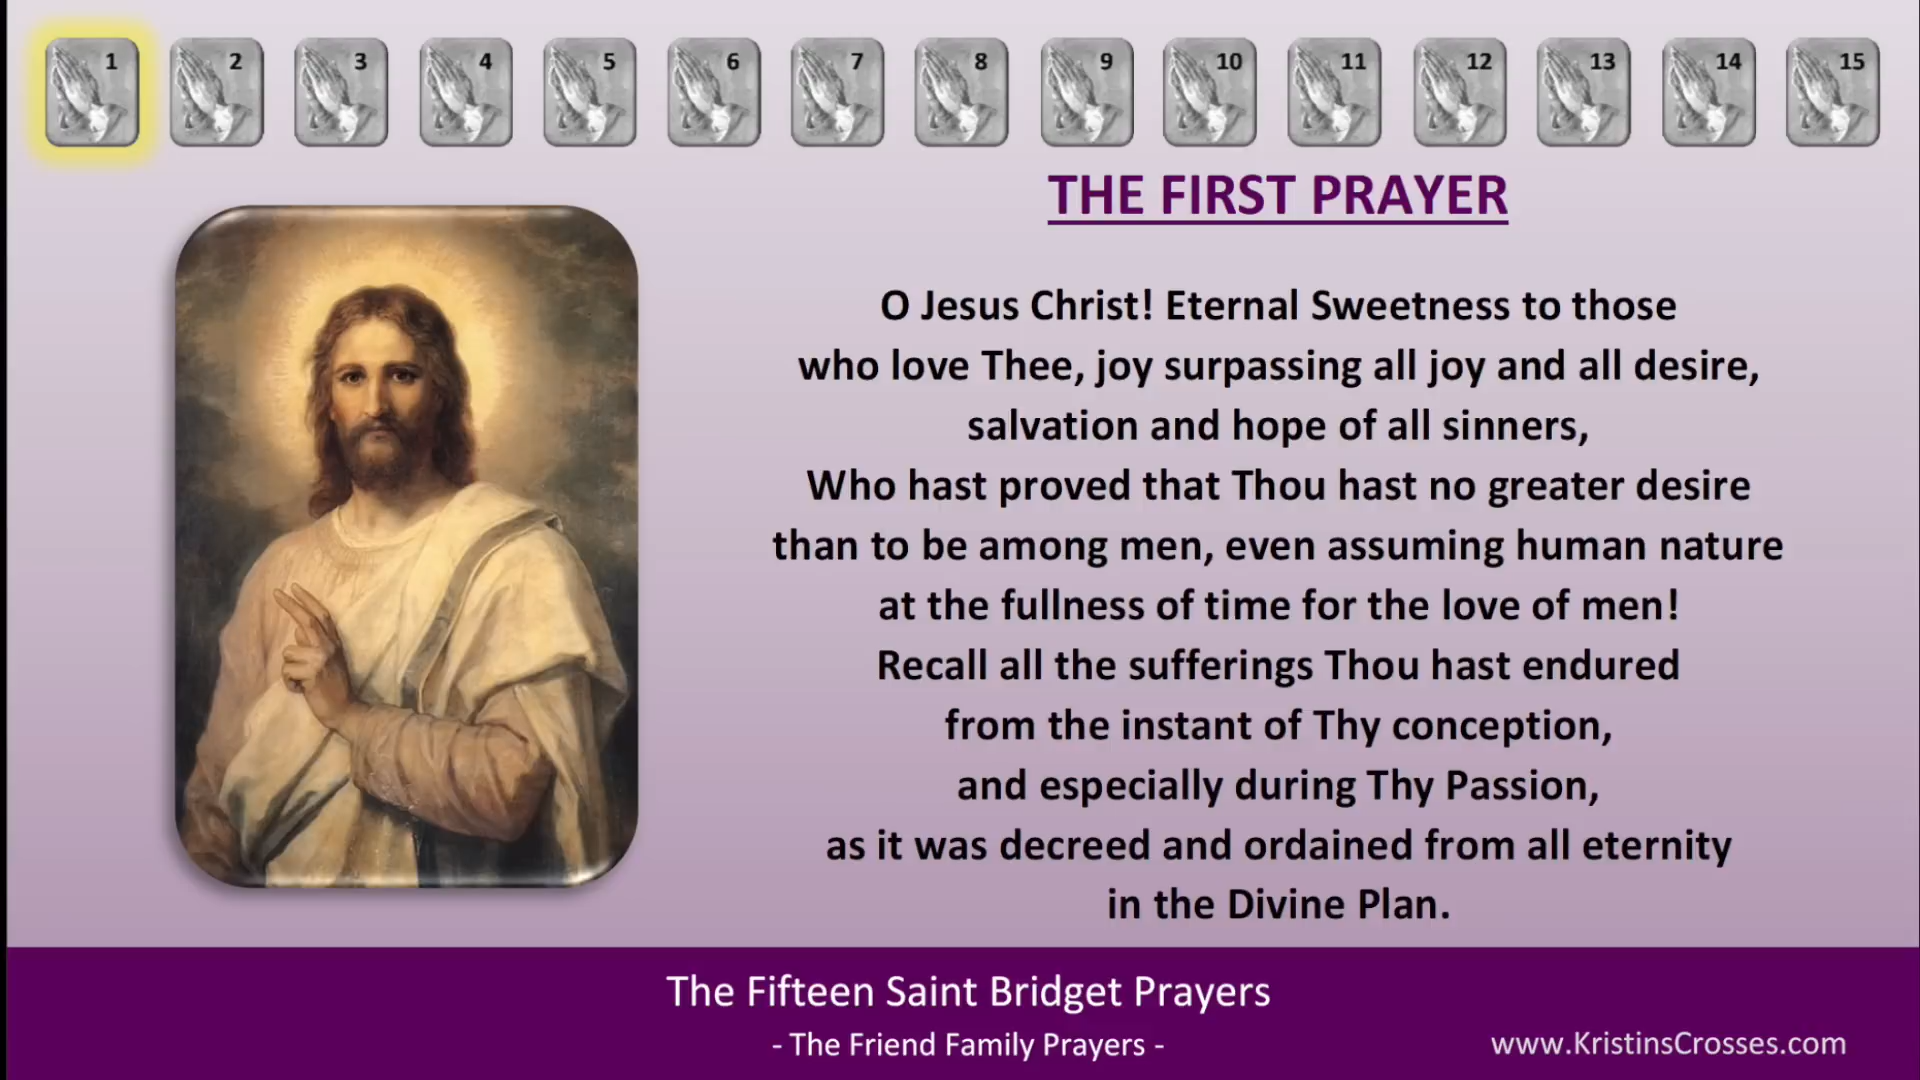 1 2 3 4 5 6 7 8 9 10 11 12 13 14 15
THE FIRST PRAYER
O Jesus Christ! Eternal Sweetness to those
who love Thee, joy surpassing all joy and all desire,
salvation and hope of all sinners,
Who hast proved that Thou hast no greater desire
than to be among men, even assuming human nature
at the fullness of time for the love of men!
Recall all the sufferings Thou hast endured
from the instant of Thy conception,
and especially during Thy Passion,
as it was decreed and ordained from all eternity
in the Divine Plan.
The Fifteen Saint Bridget Prayers
- The Friend Family Prayers -
www.KristinsCrosses.com